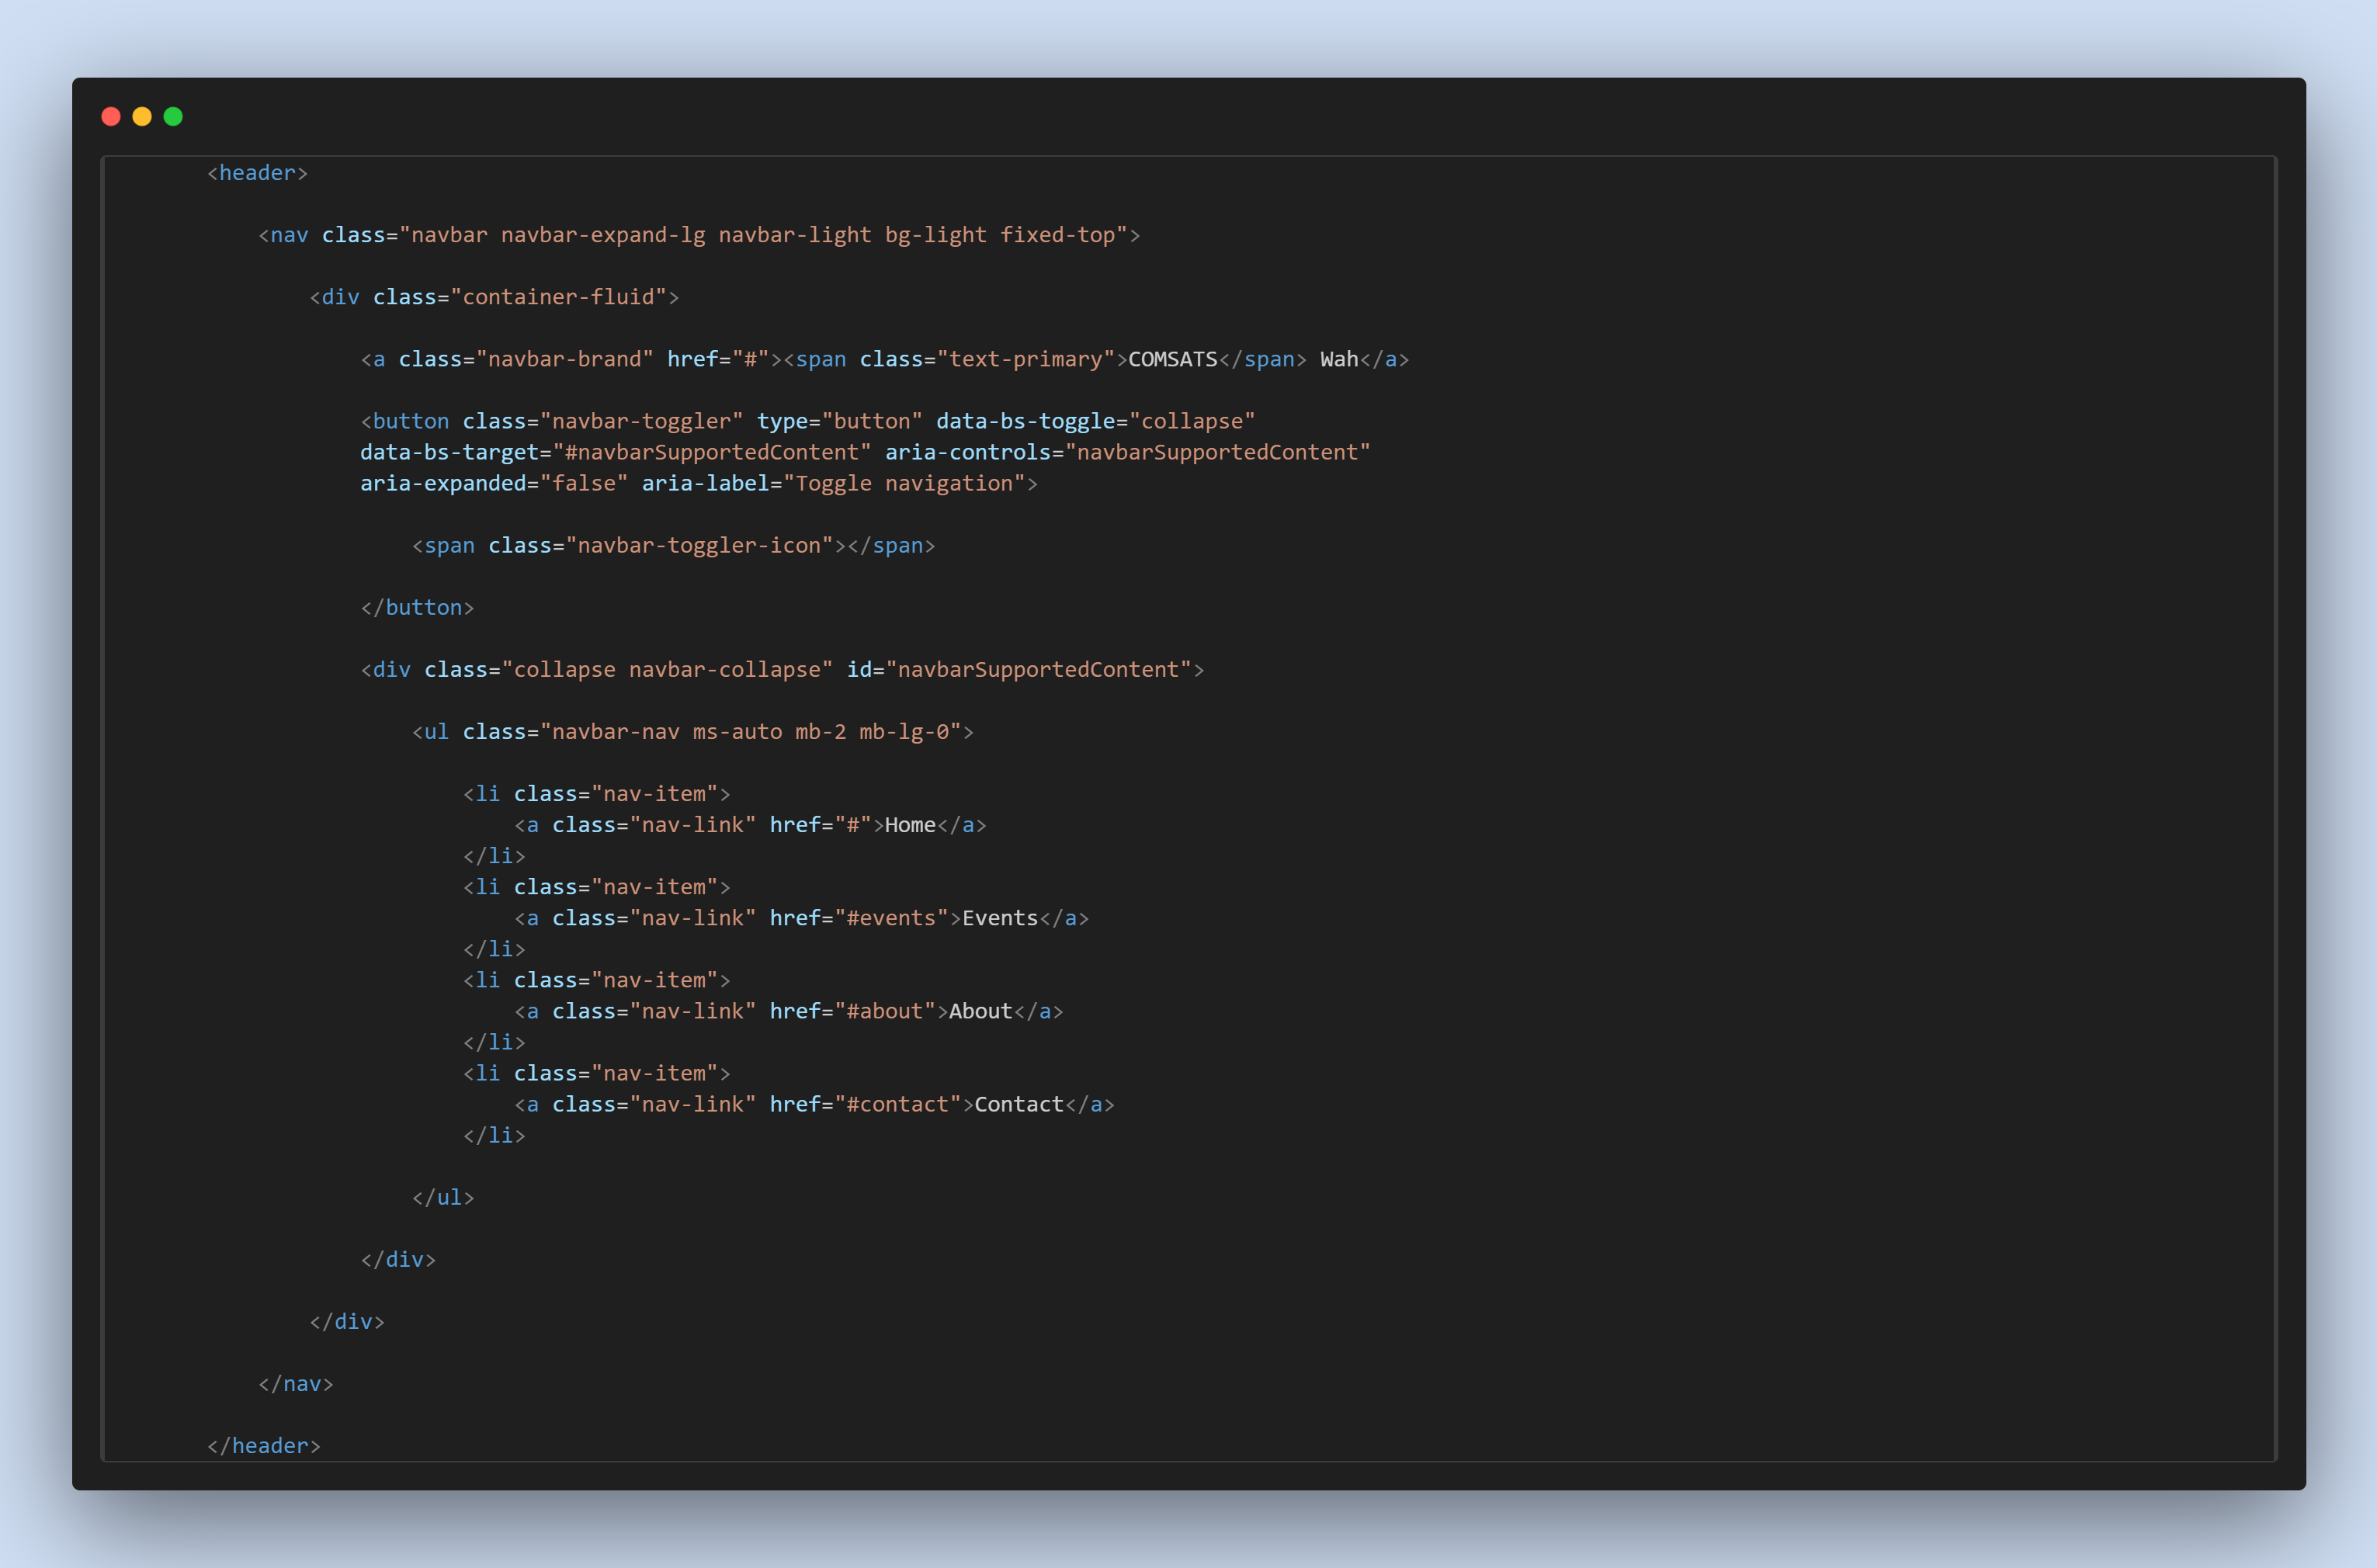 <header>
<nav class="navbar navbar-expand-lg navbar-light bg-light fixed-top">
<div class="container-fluid">
<a class="navbar-brand" href="#"><span class="text-primary">COMSATS</span> Wah</a>
<button class="navbar-toggler" type="button" data-bs-toggle="collapse"
data-bs-target="#navbarSupportedContent" aria-controls="navbarSupportedContent"
aria-expanded="false" aria-label="Toggle navigation">
<span class="navbar-toggler-icon"></span>
</button>
<div class="collapse navbar-collapse" id="navbarSupportedContent">
<ul class="navbar-nav ms-auto mb-2 mb-lg-0">
<li class="nav-item">
<a class="nav-link" href="#">Home</a>
</li>
<li class="nav-item">
<a class="nav-link" href="#events">Events</a>
</li>
<li class="nav-item">
<a class="nav-link" href="#about">About</a>
</li>
<li class="nav-item">
<a class="nav-link" href="#contact">Contact</a>
</li>
</ul>
</div>
</div>
</nav>
</header>